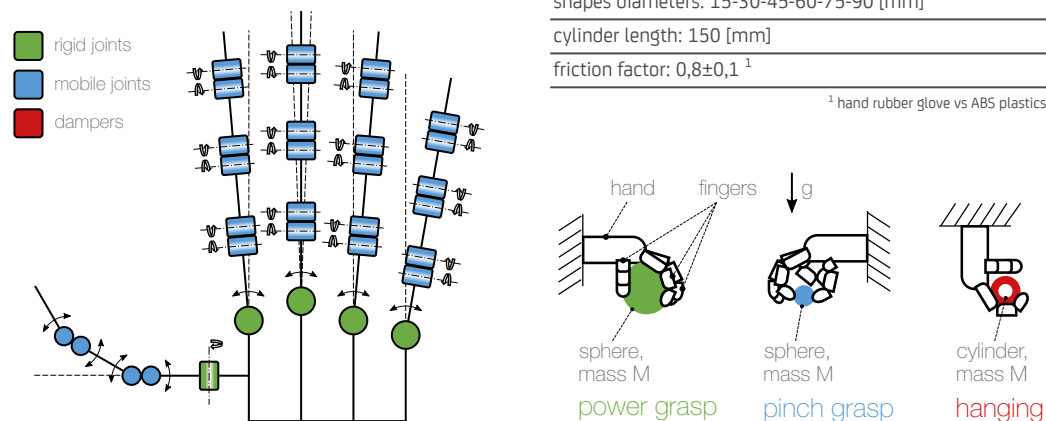 rigid joints
mobile joints
dampers
shapes diameters: 15-30-45-60-75-90 [mm]
cylinder length: 150 [mm]
friction factor: 0,8±0,1 ¹
¹ hand rubber glove vs ABS plastics
hand
fingers
g
sphere,
mass M
power grasp
sphere,
mass M
pinch grasp
cylinder,
mass M
hanging